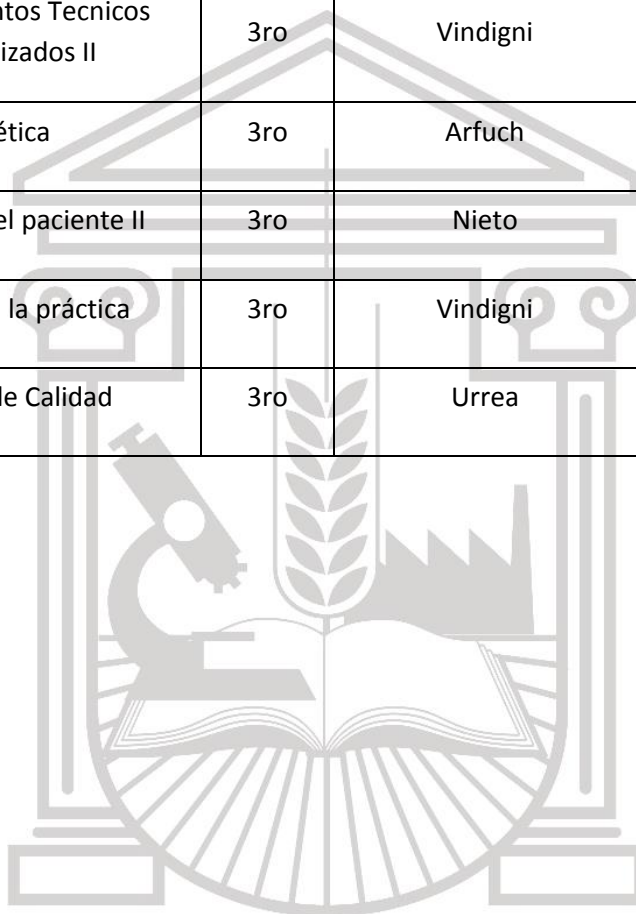 ntos Tecnicos
izados II 3ro Vindigni
ética 3ro Arfuch
el paciente II 3ro Nieto
la práctica 3ro Vindigni
de Calidad 3ro Urrea